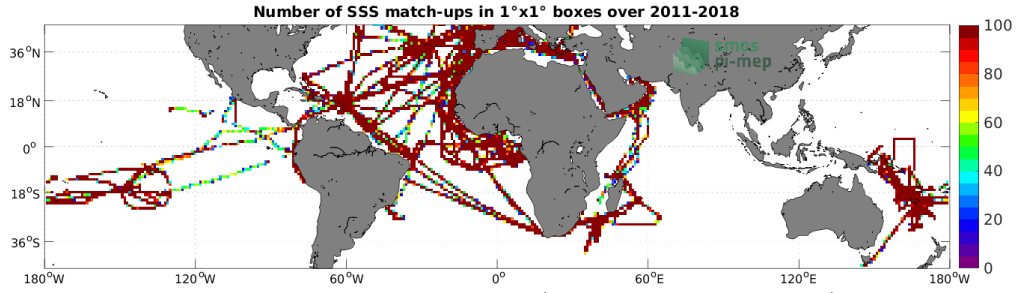 Number of SSS match-ups in 1°x1° boxes over 2011-2018
100
36°N
smos
pi-mep
80
18°N
60
0°
40
18°S
20
36°S
0
180°W 120°W 60°W 0° 60°E 120°E 180°W